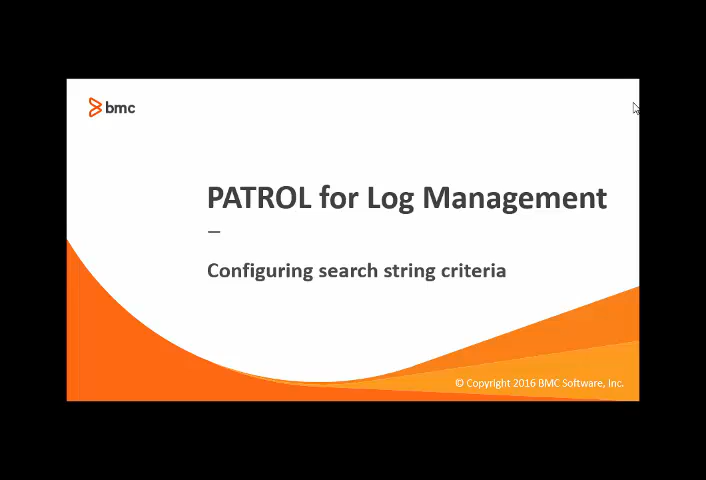 bmc
PATROL for Log Management
–
Configuring search string criteria
© Copyright 2016 BMC Software, Inc.